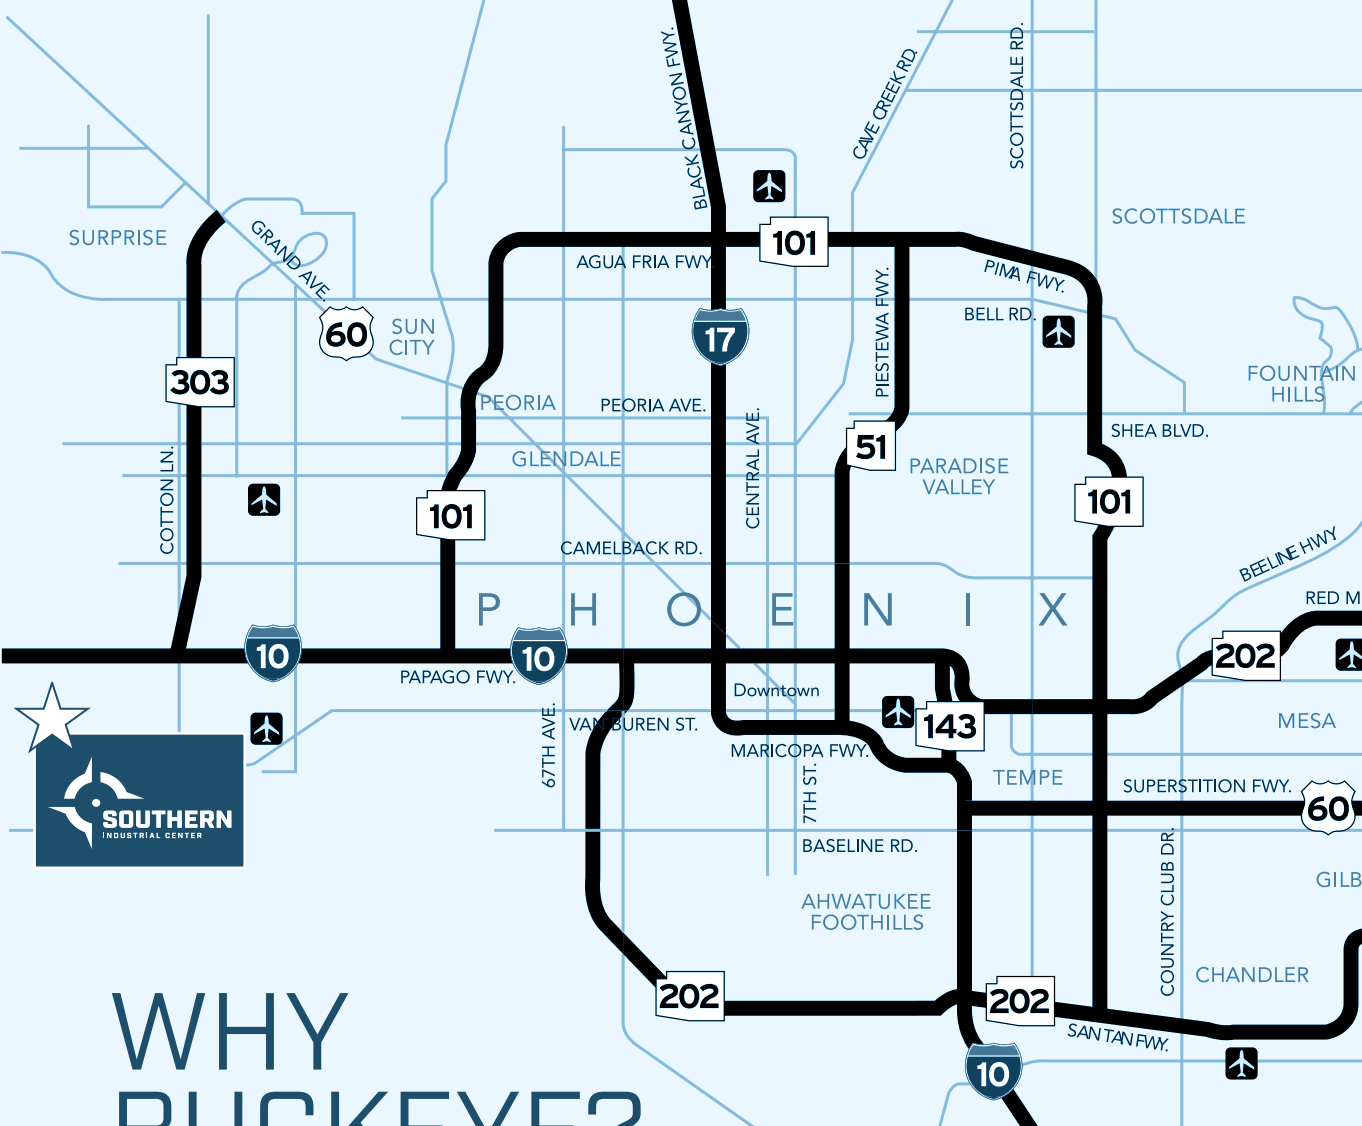 BLACK CANYON FWY.
CAVE CREEK RD.
SCOTTSDALE RD.
SCOTTSDALE
SURPRISE
GRAND AVE.
101
AGUA FRIA FWY.
PIMA FWY.
PIESTEWA FWY.
BELL RD.
60
SUN
CITY
17
303
FOUNTAIN
HILLS
PEORIA
PEORIA AVE.
CENTRAL AVE.
SHEA BLVD.
51
GLENDALE
PARADISE
VALLEY
COTTON LN.
101
101
CAMELBACK RD.
BEELINE HWY
RED M
PHOENIX
10
10
202
PAPAGO FWY.
Downtown
67TH AVE.
VAN BUREN ST.
143
MESA
MARICOPA FWY.
7TH ST.
TEMPE
SUPERSTITION FWY.
60
SOUTHERN
INDUSTRIAL CENTER
BASELINE RD.
COUNTRY CLUB DR.
GILB
AHWATUKEE
FOOTHILLS
CHANDLER
202
202
SAN TAN FWY.
10
WHY
BUCKEYE?